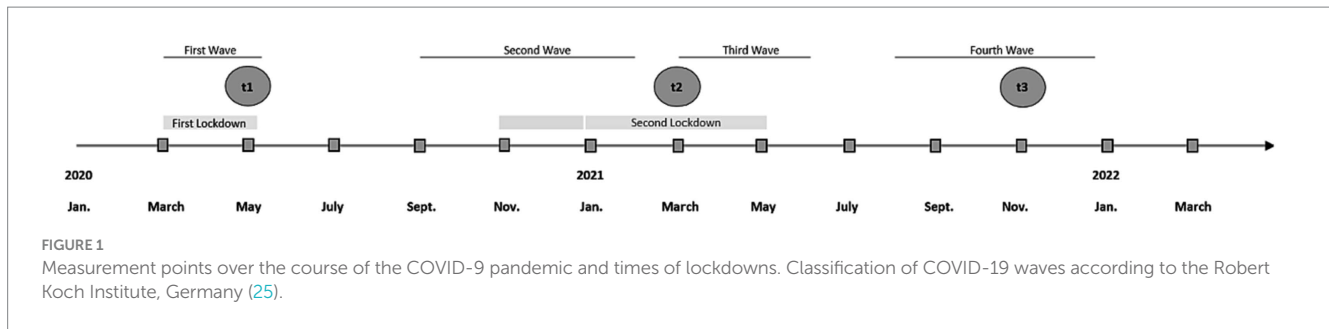 First Wave Second Wave Third Wave Fourth Wave
t1 t2 t3
First Lockdown Second Lockdown
2020 2021 2022
Jan. March May July Sept. Nov. Jan. March May July Sept. Nov. Jan. March
FIGURE 1
Measurement points over the course of the COVID-9 pandemic and times of lockdowns. Classification of COVID-19 waves according to the Robert
Koch Institute, Germany (25).